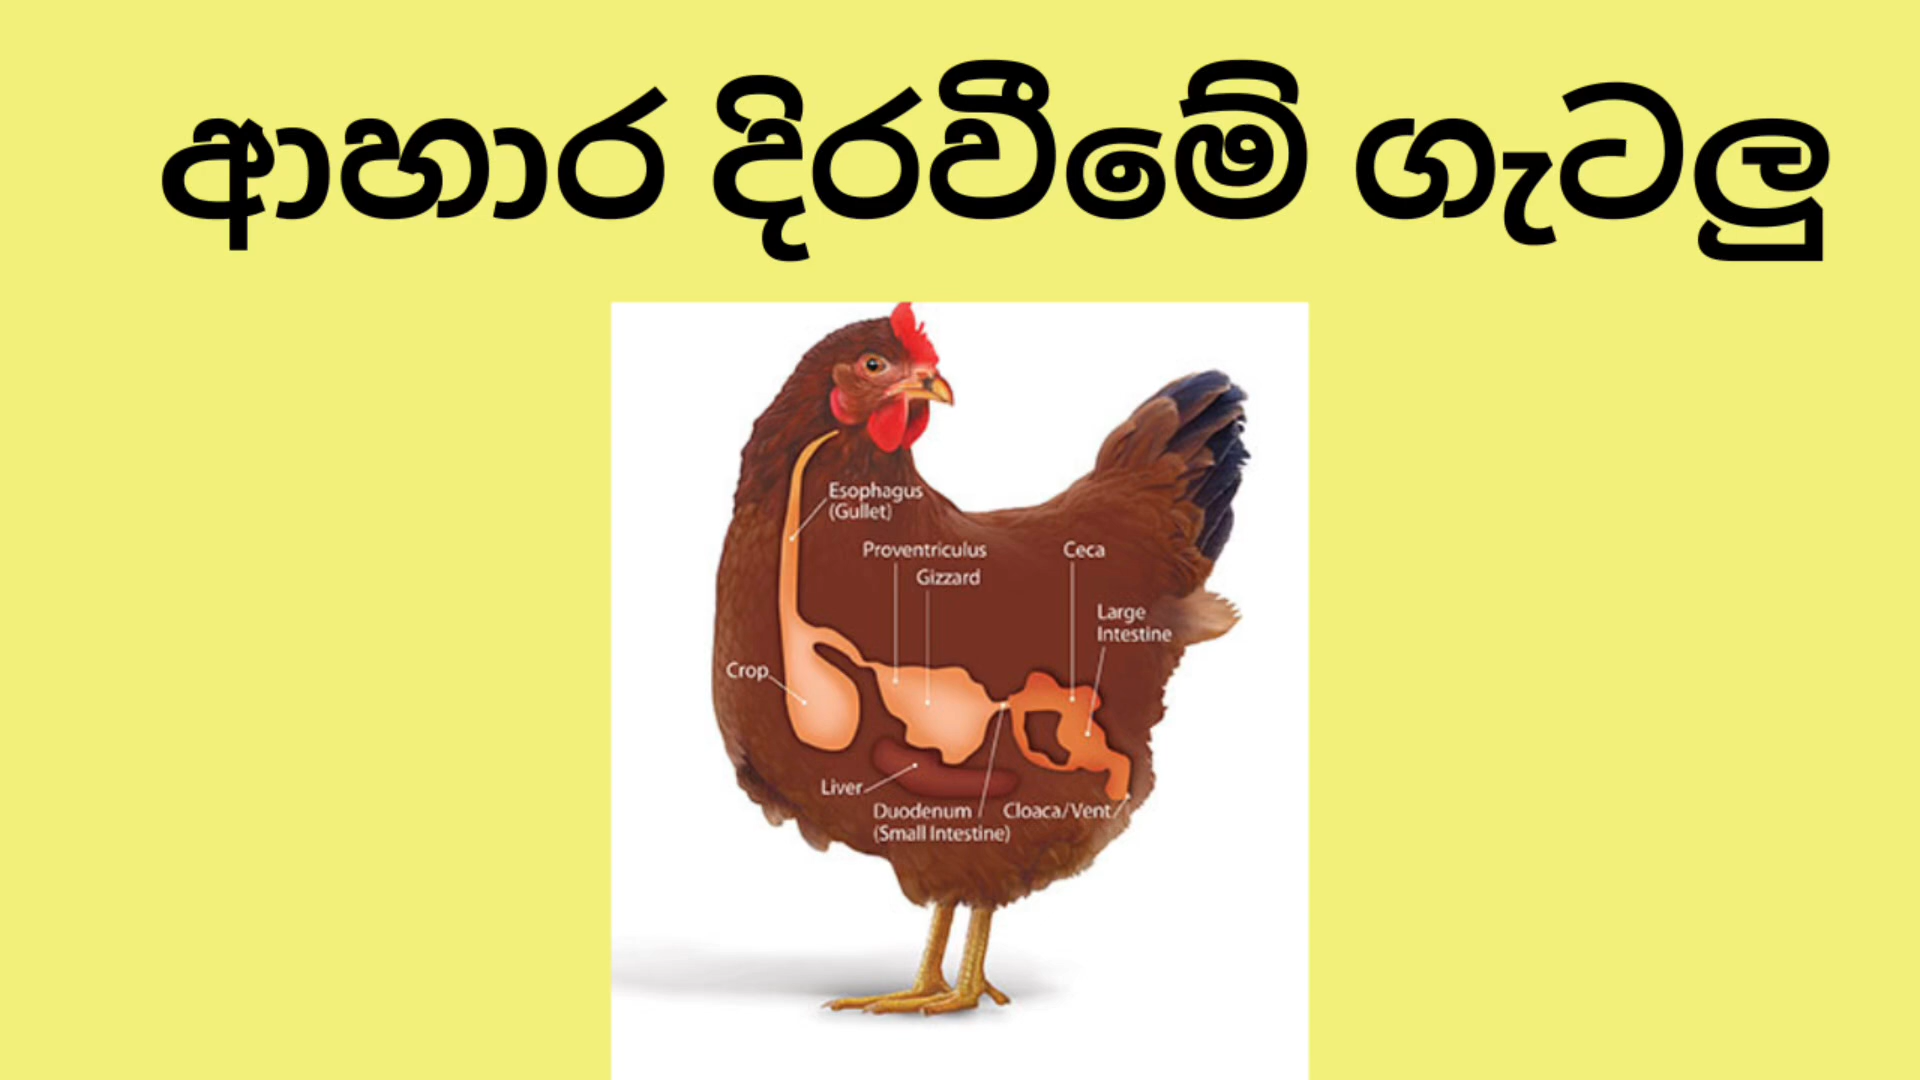 ආහාර දිරවීමේ ගැටලු
Esophagus
(Gullet)
Proventriculus
Gizzard
Ceca
Large
Intestine
Crop
Liver
Duodenum
(Small Intestine)
Cloaca/Vent